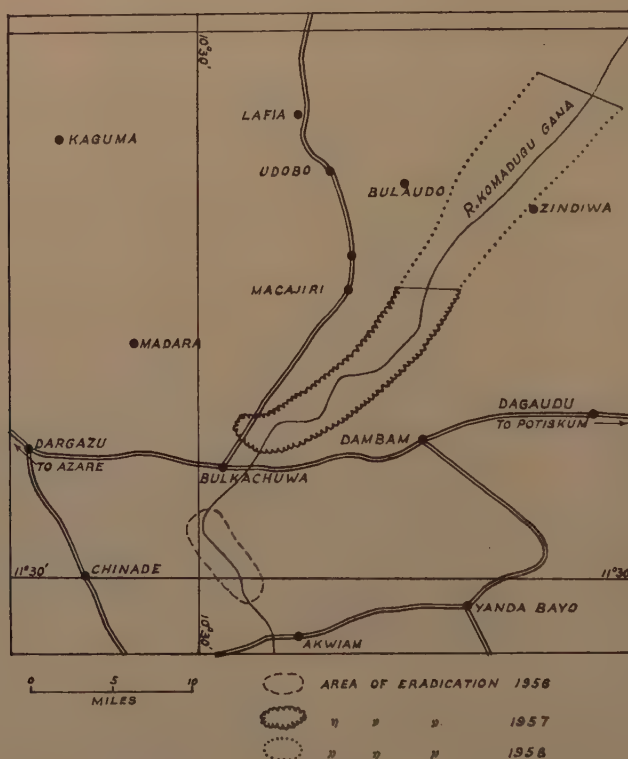 10°30'
LAFIA
KAGUMA
R. KOMADUGU GANA
UDOBO
BULAUDO
ZINDIWA
MAGAJIRI
MADARA
DAGAUDU
TO POTISKUM
DARGAZU
DAMBAM
TO AZARE
BULKACHUWA
11°30'
11°30'
CHINADE
YANDA BAYO
10°30'
AKWIAM
0 5 10
MILES
AREA OF ERADICATION 1956
" " " 1957
" " " 1958